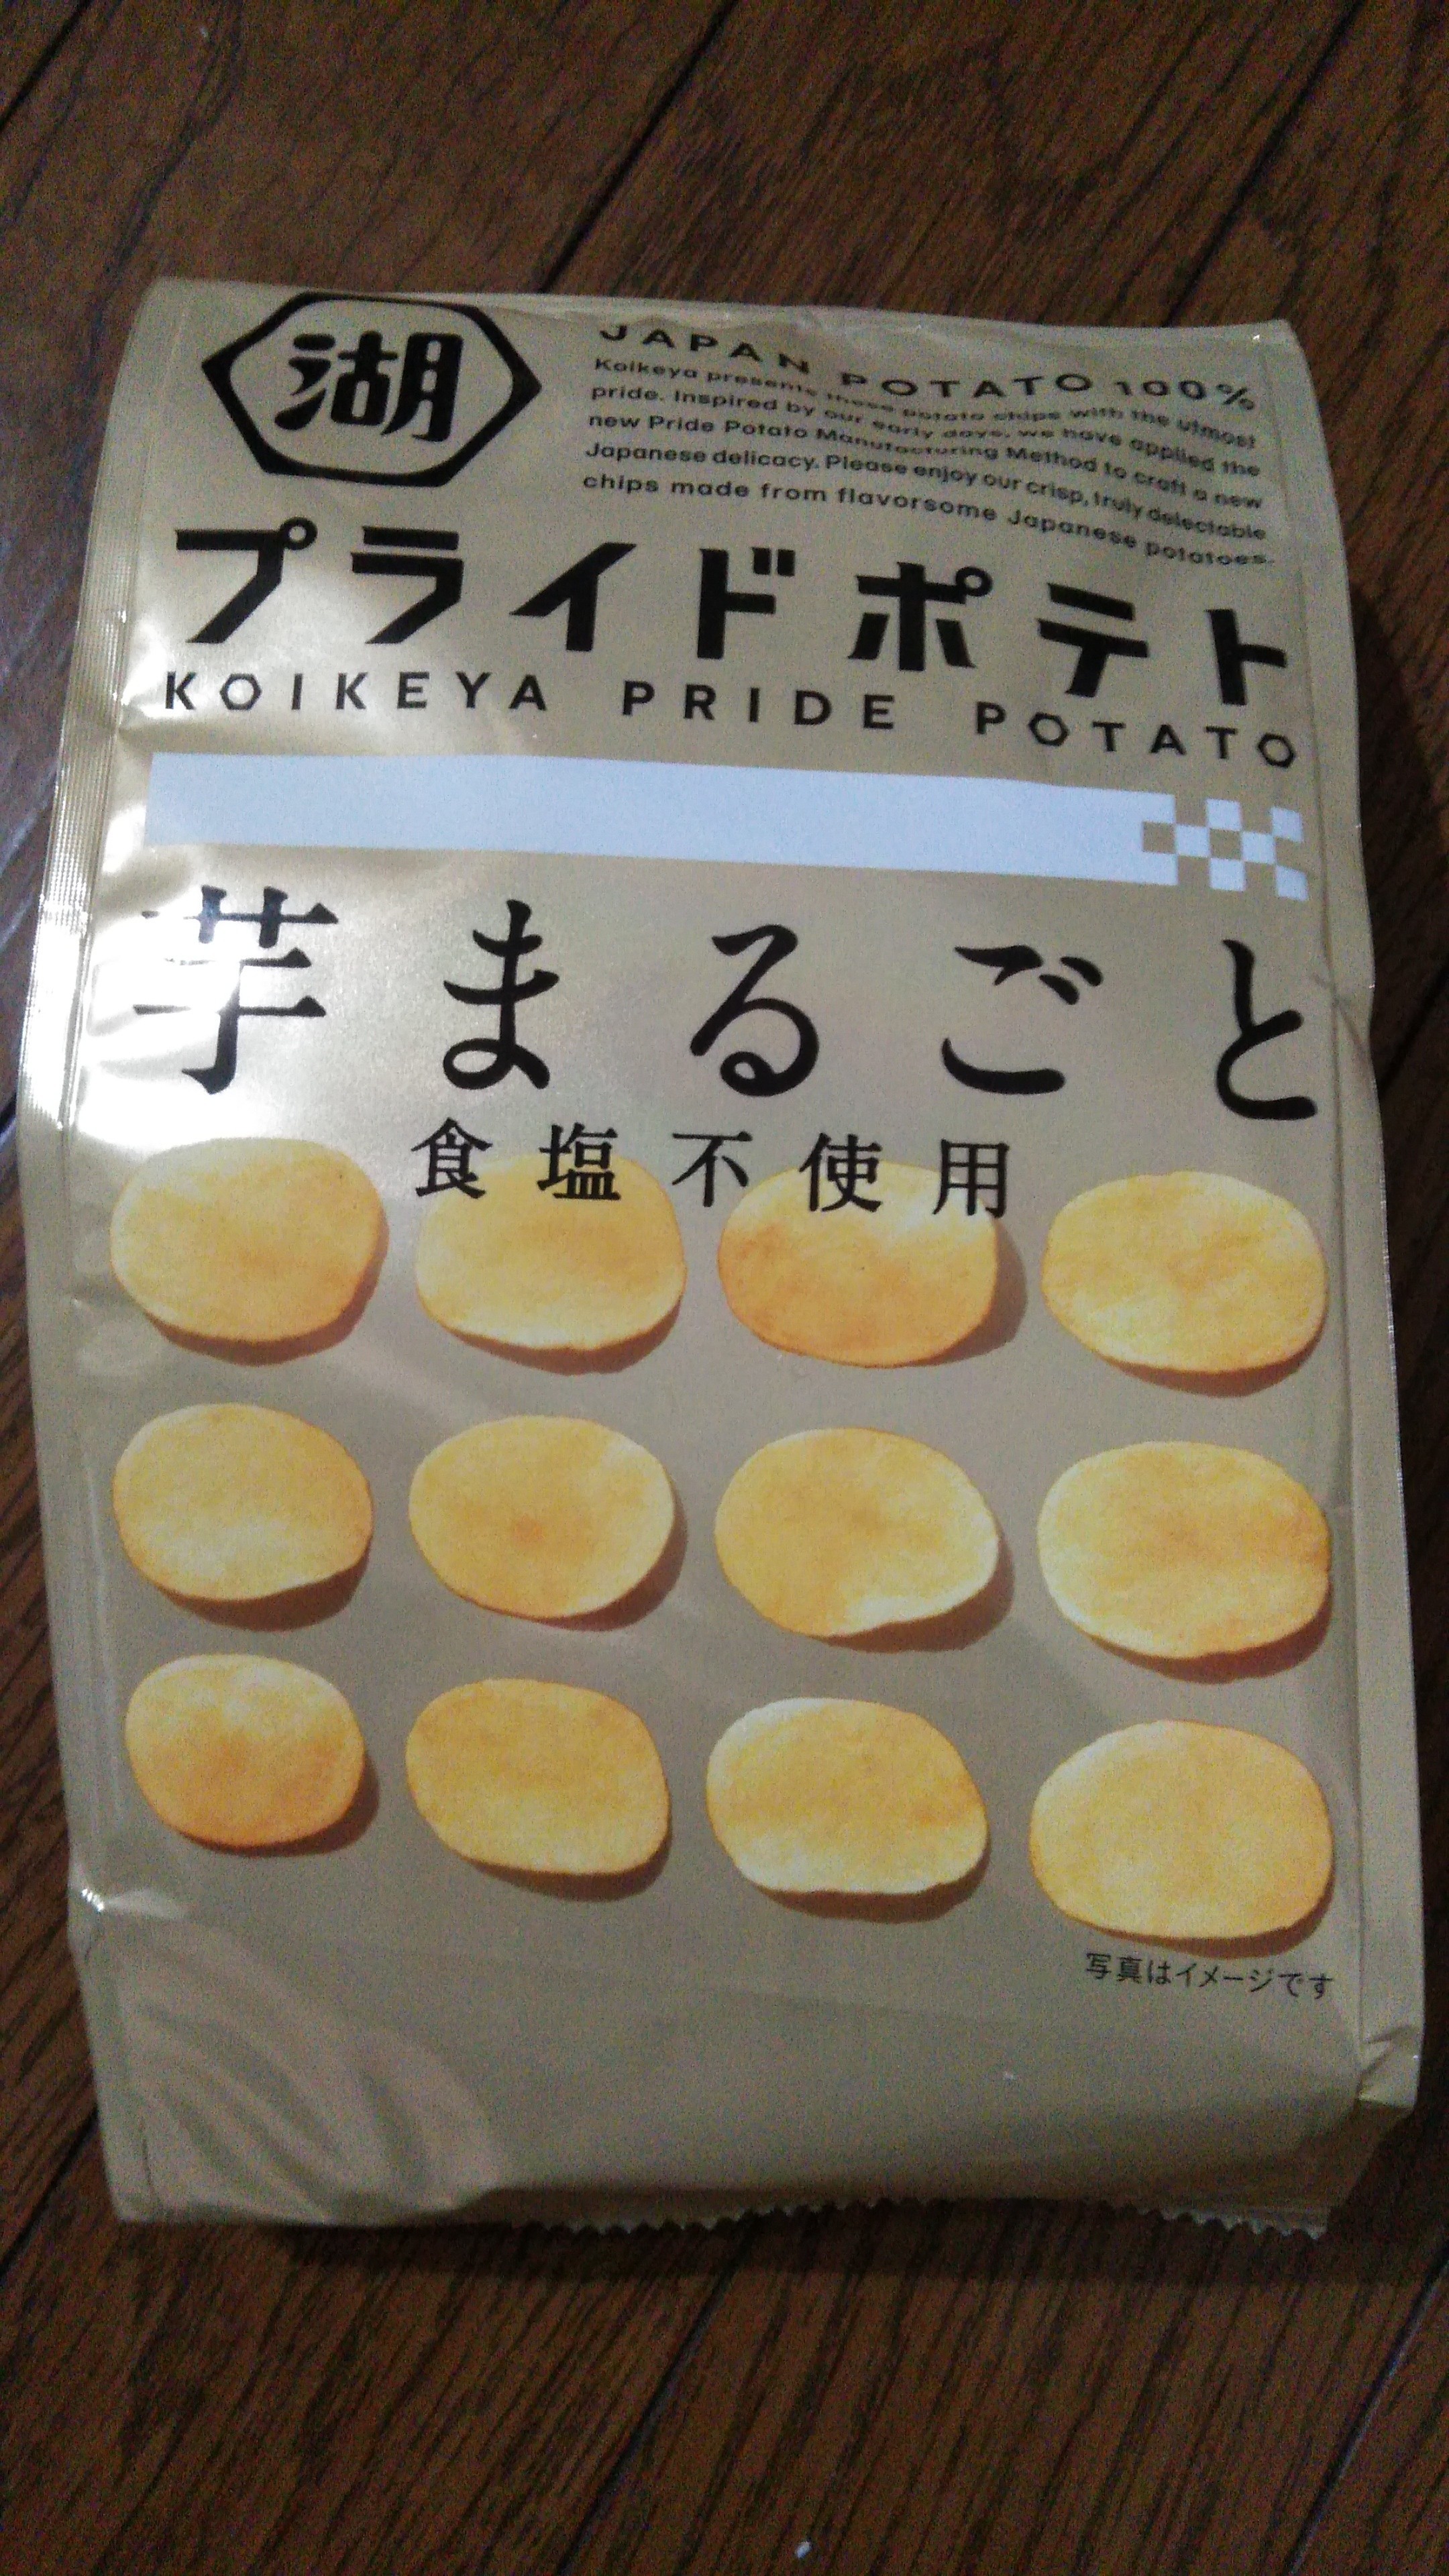 湖
JAPAN POTATO 100%
Koikeya presents these potato chips with the utmost
pride. Inspired by our early days, we have applied the
new Pride Potato Manufacturing Method to craft a new
Japanese delicacy. Please enjoy our crisp, truly delectable
chips made from flavorsome Japanese potatoes.
プライドポテト
KOIKEYA PRIDE POTATO
芋まるごと
食塩不使用
写真はイメージです